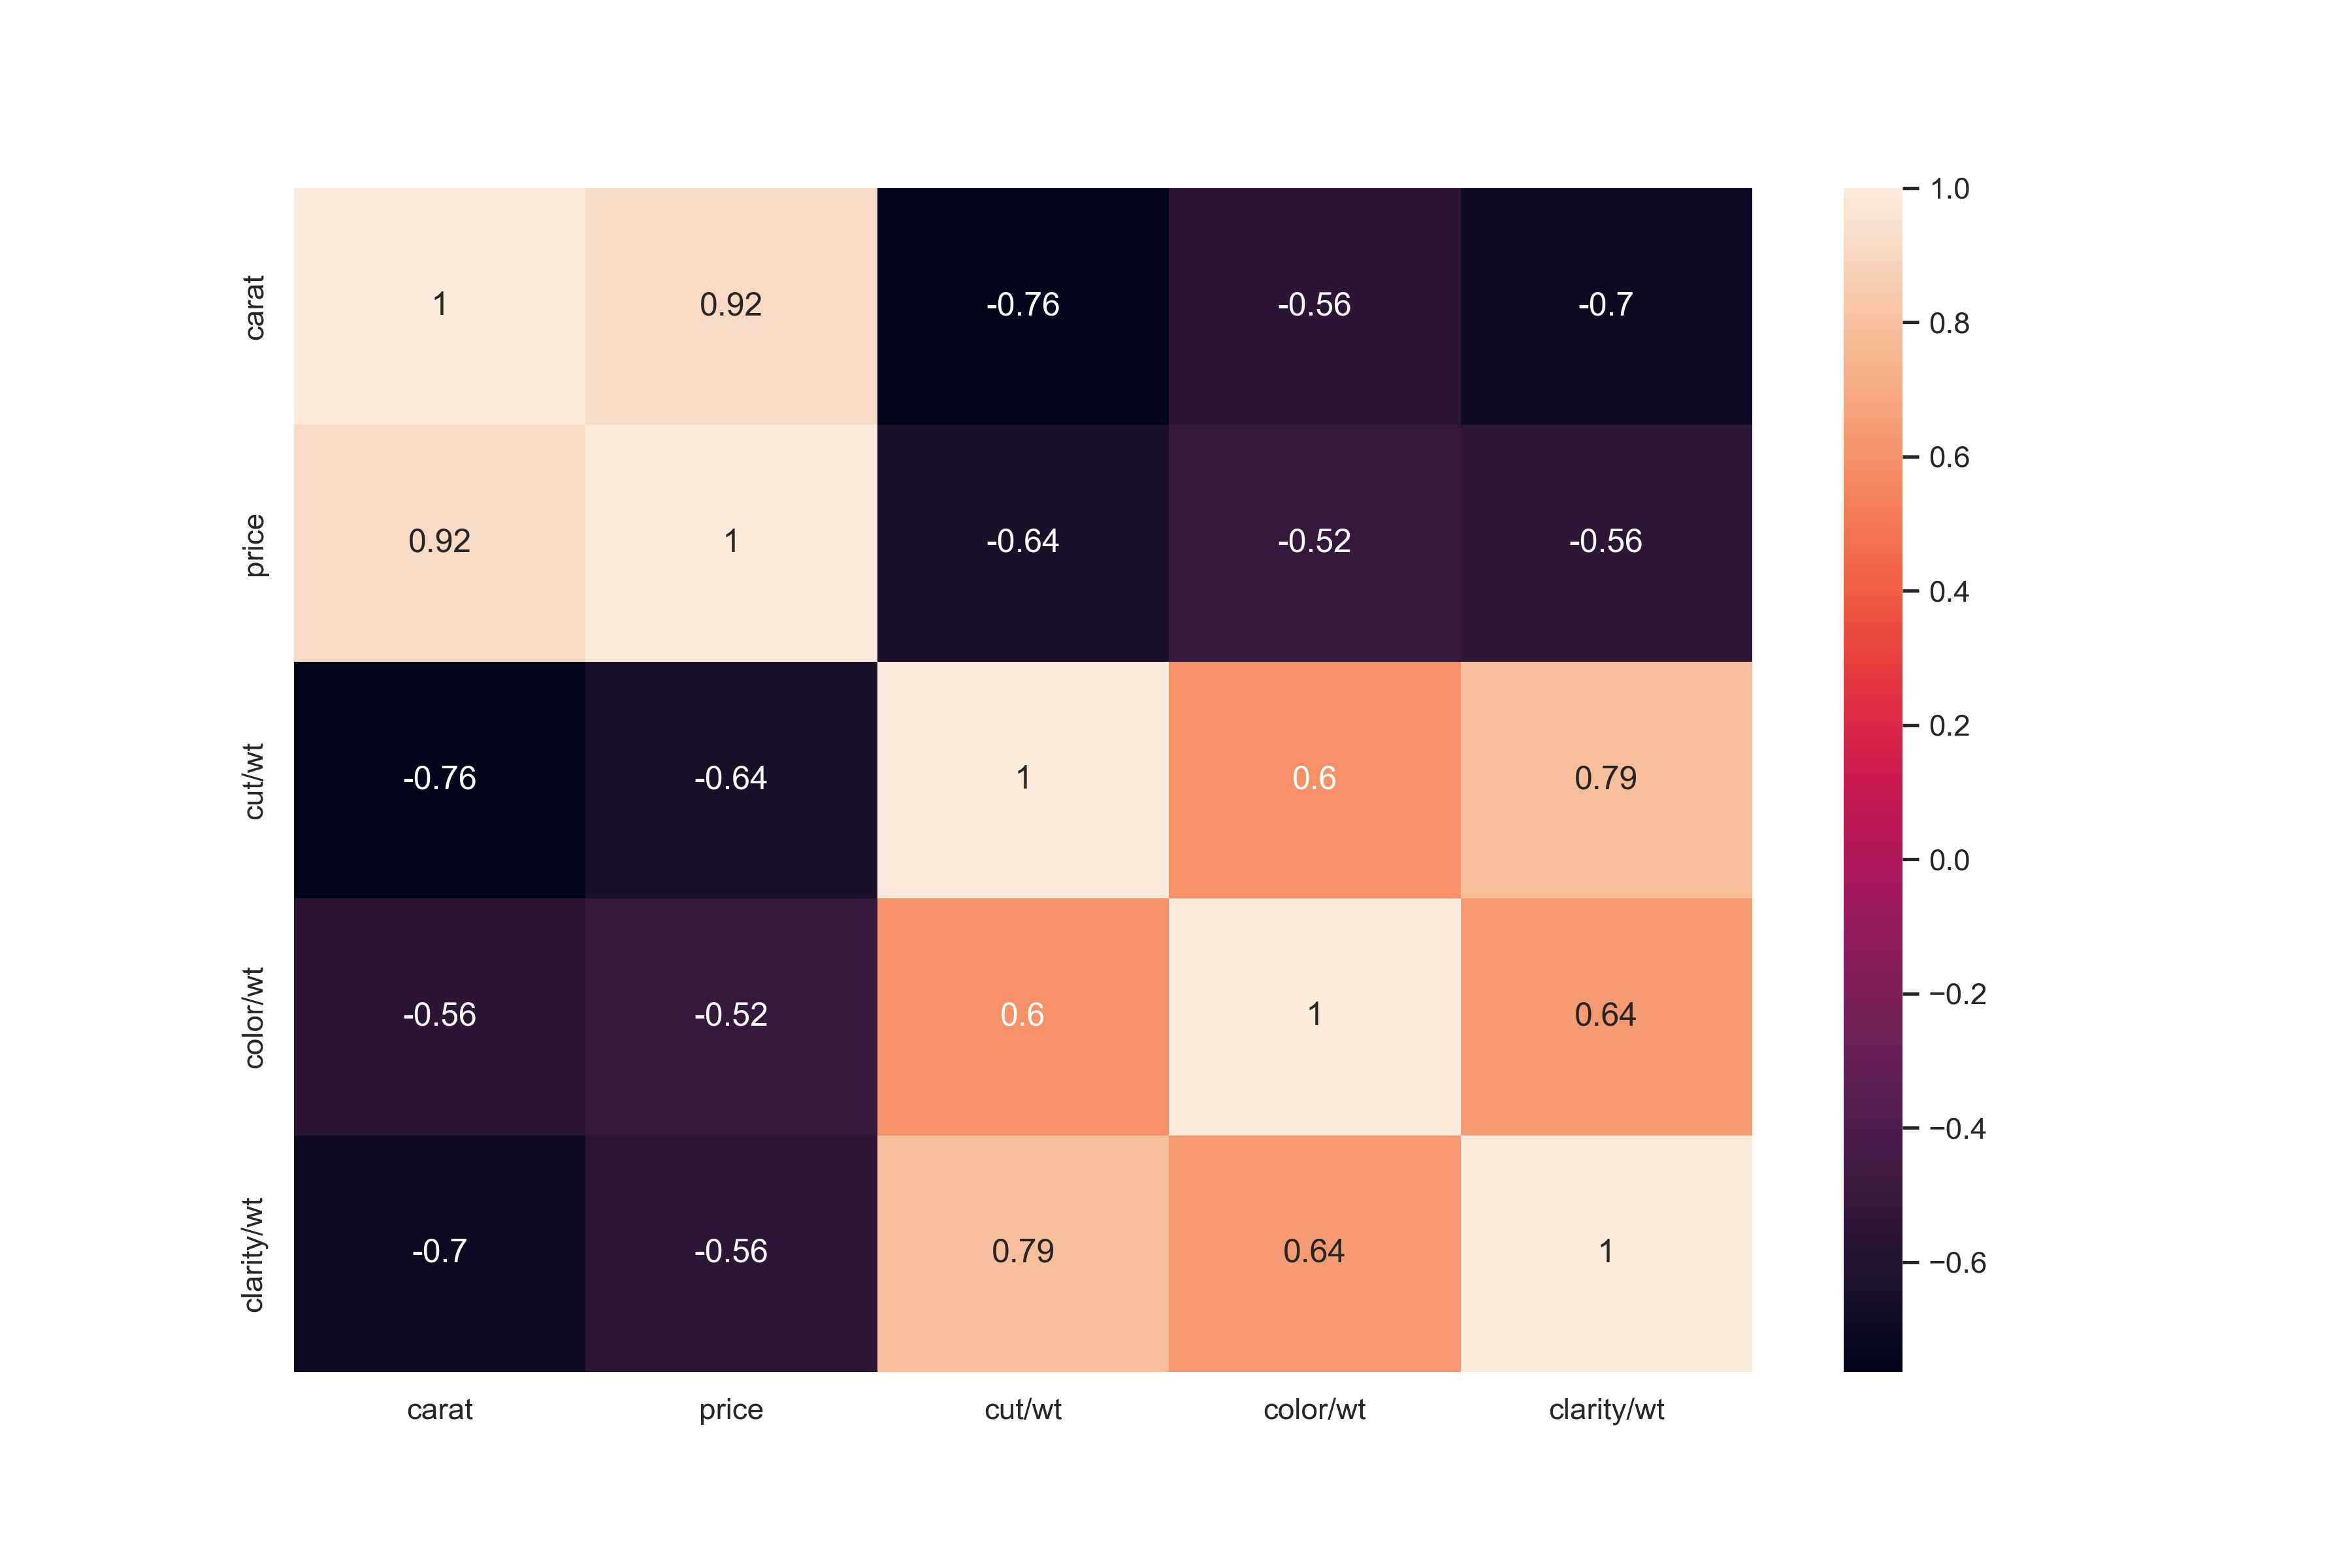 carat 1 0.92 -0.76 -0.56 -0.7
price 0.92 1 -0.64 -0.52 -0.56
cut/wt -0.76 -0.64 1 0.6 0.79
color/wt -0.56 -0.52 0.6 1 0.64
clarity/wt -0.7 -0.56 0.79 0.64 1
carat price cut/wt color/wt clarity/wt
1.0
0.8
0.6
0.4
0.2
0.0
−0.2
−0.4
−0.6